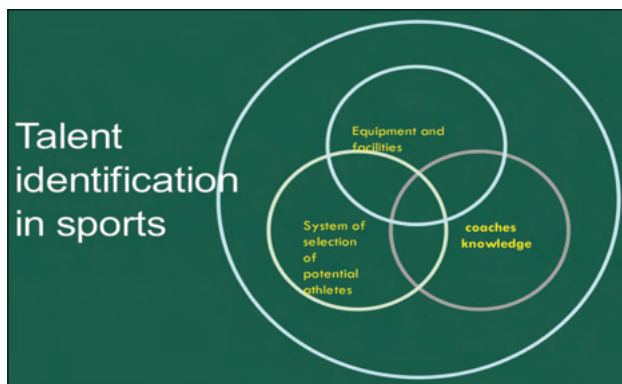 Talent
identification
in sports
Equipment and
facilities
System of
selection
of
potential
athletes
coaches
knowledge